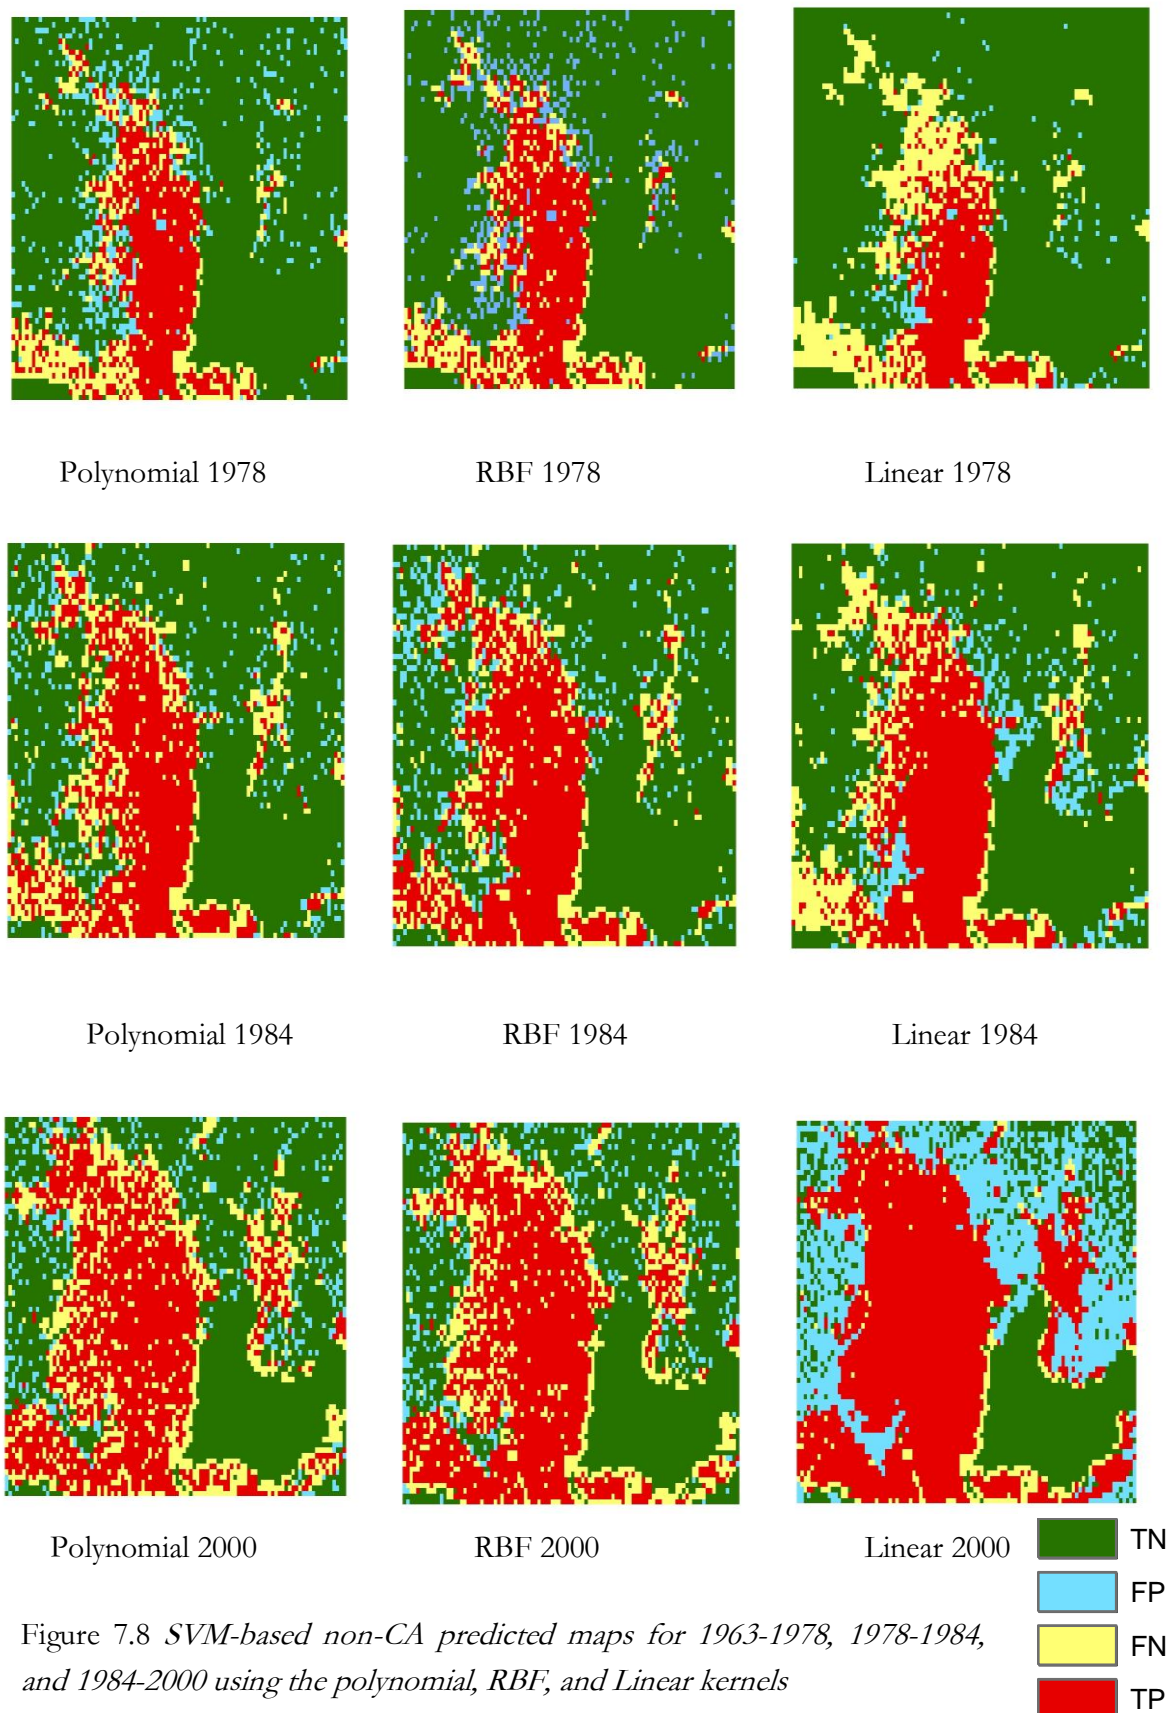 Polynomial 1978
RBF 1978
Linear 1978
Polynomial 1984
RBF 1984
Linear 1984
Polynomial 2000
RBF 2000
Linear 2000
TN
FP
FN
TP
Figure 7.8 SVM-based non-CA predicted maps for 1963-1978, 1978-1984,
and 1984-2000 using the polynomial, RBF, and Linear kernels